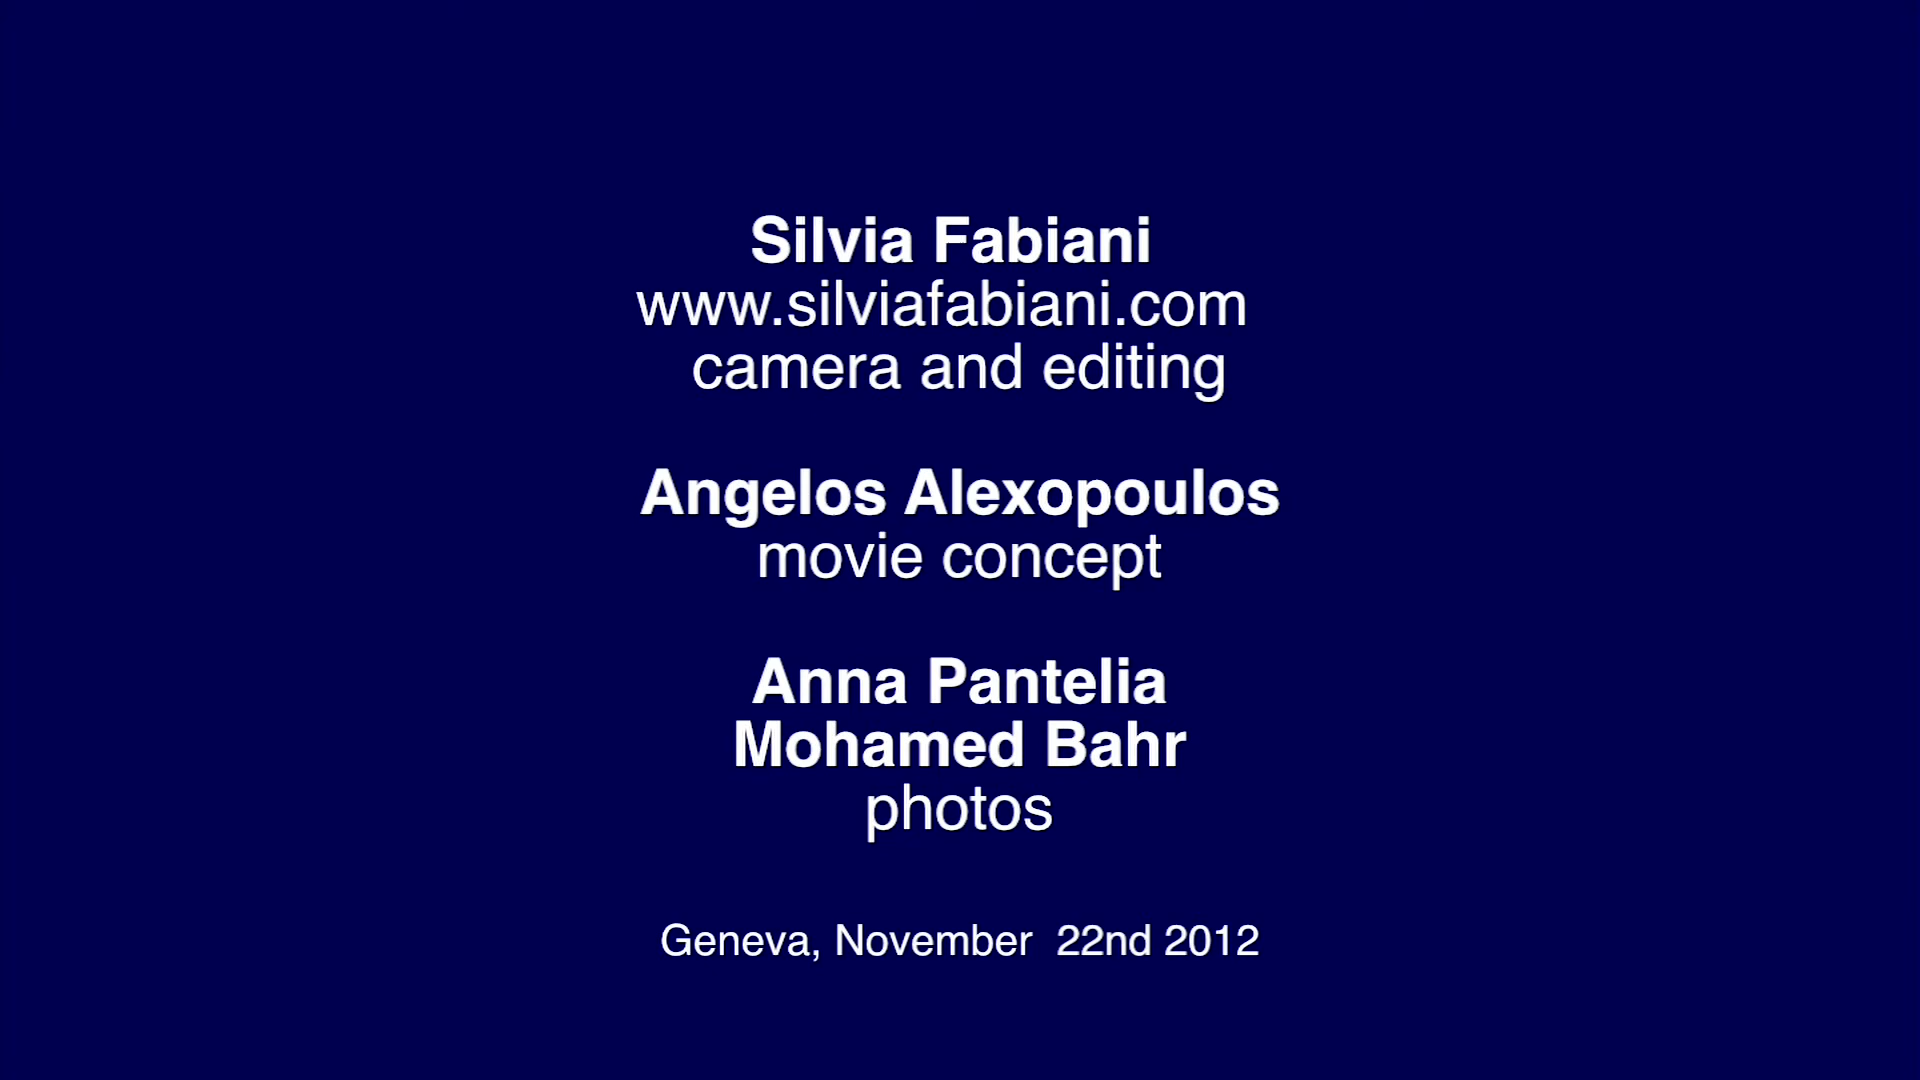 Silvia Fabiani
www.silviafabiani.com
camera and editing
Angelos Alexopoulos
movie concept
Anna Pantelia
Mohamed Bahr
photos
Geneva, November  22nd 2012